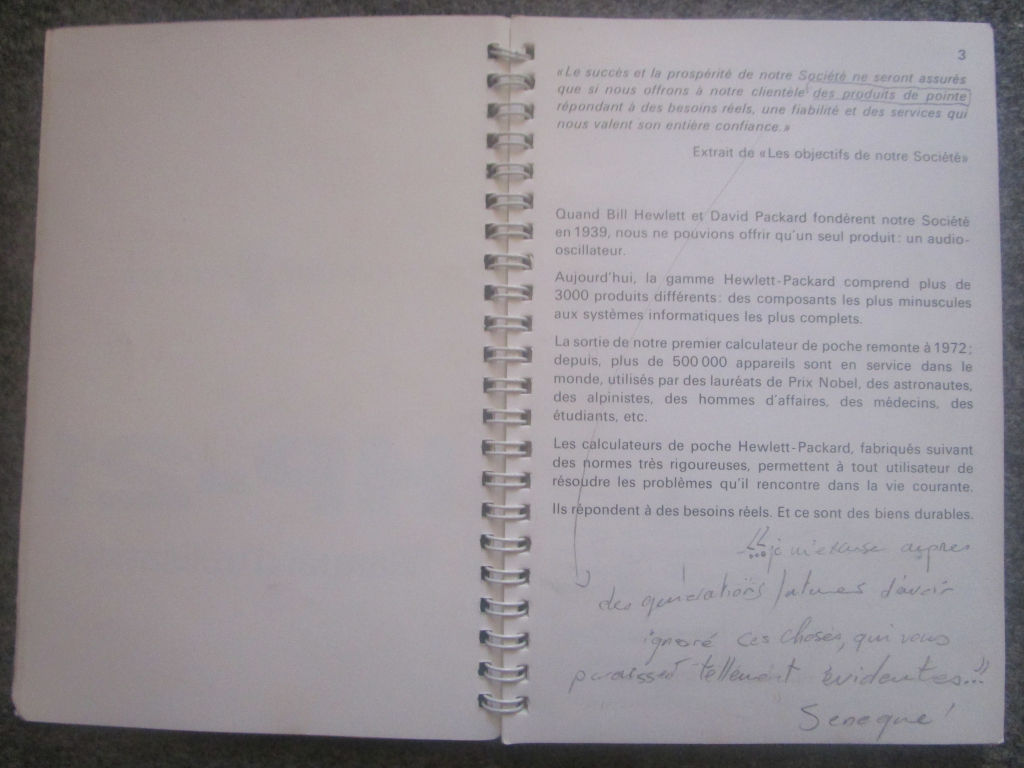 3
«Le succès et la prospérité de notre Société ne seront assurés
que si nous offrons à notre clientèle des produits de pointe
répondant à des besoins réels, une fiabilité et des services qui
nous valent son entière confiance.»
Extrait de «Les objectifs de notre Société»
Quand Bill Hewlett et David Packard fondèrent notre Société
en 1939, nous ne pouvions offrir qu'un seul produit: un audio-
oscillateur.
Aujourd'hui, la gamme Hewlett-Packard comprend plus de
3000 produits différents: des composants les plus minuscules
aux systèmes informatiques les plus complets.
La sortie de notre premier calculateur de poche remonte à 1972;
depuis, plus de 500 000 appareils sont en service dans le
monde, utilisés par des lauréats de Prix Nobel, des astronautes,
des alpinistes, des hommes d'affaires, des médecins, des
étudiants, etc.
Les calculateurs de poche Hewlett-Packard, fabriqués suivant
des normes très rigoureuses, permettent à tout utilisateur de
résoudre les problèmes qu'il rencontre dans la vie courante.
Ils répondent à des besoins réels. Et ce sont des biens durables.
"... je m'excuse auprès
des générations futures d'avoir
ignoré ces choses, qui vous
paraissent tellement évidentes..."
Seneque